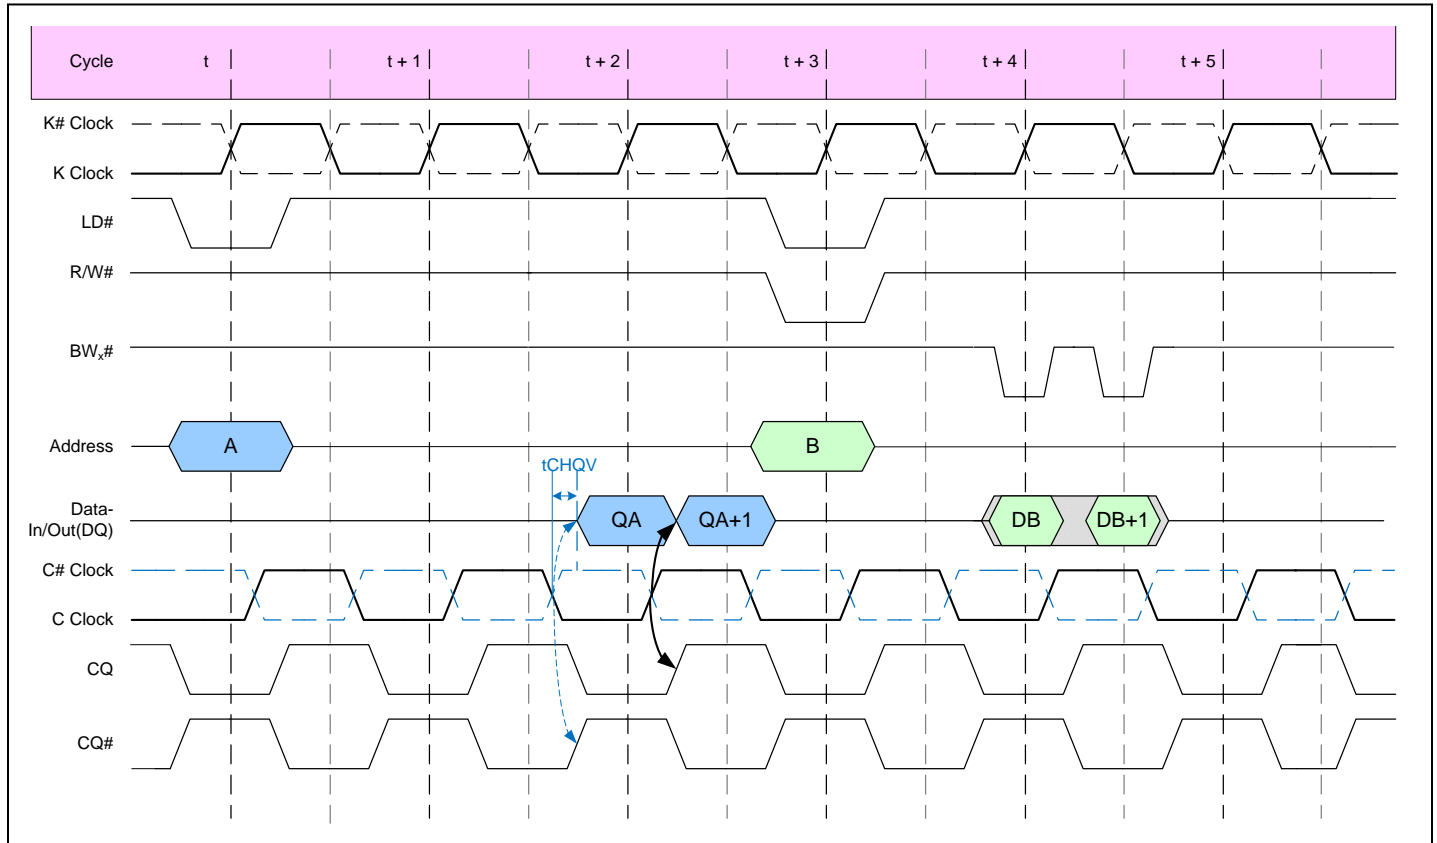 Cycle t t + 1 t + 2 t + 3 t + 4 t + 5
K# Clock
K Clock
LD#
R/W#
BWx#
Address A B
tCHQV
Data-
In/Out(DQ) QA QA+1 DB DB+1
C# Clock
C Clock
CQ
CQ#